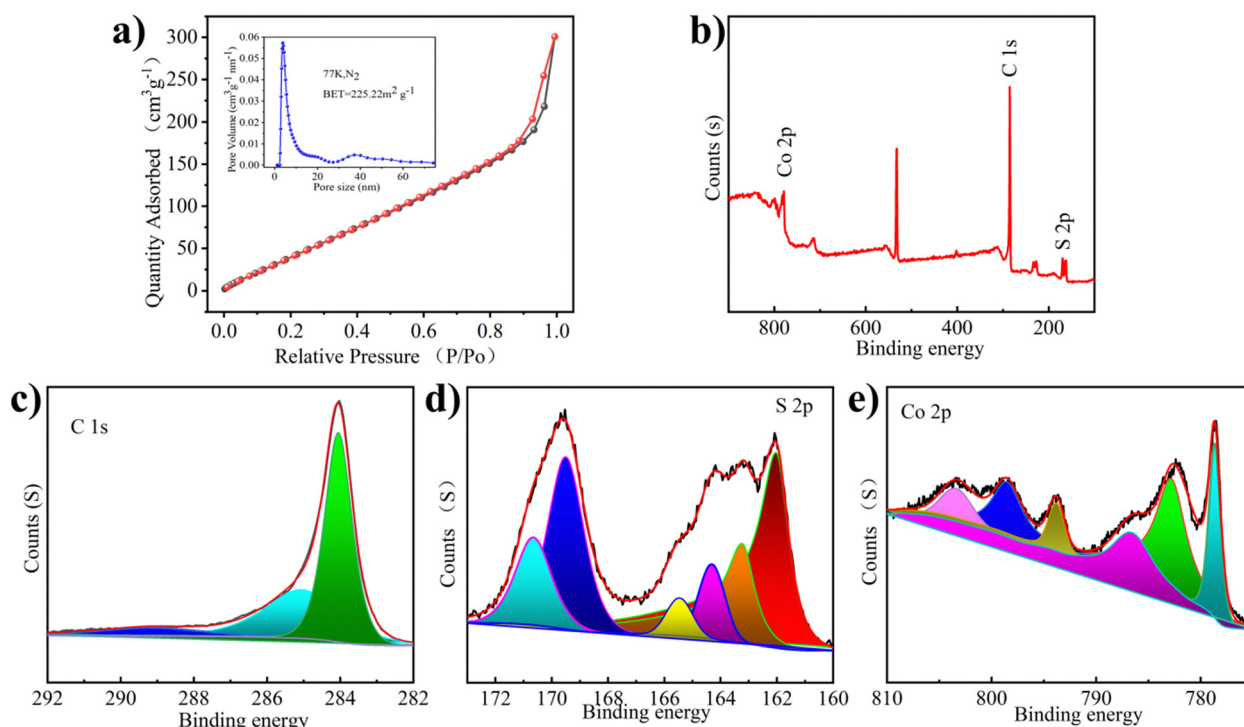 a)
300
250
200
150
100
50
0
Quantity Adsorbed （cm³g⁻¹）
0.0 0.2 0.4 0.6 0.8 1.0
Relative Pressure （P/Po）
0.06
0.05
0.04
0.03
0.02
0.01
0.00
Pore Volume (cm³g⁻¹ nm⁻¹)
77K,N₂
BET=225.22m² g⁻¹
0 20 40 60
Pore size (nm)
b)
Counts (s)
Co 2p
C 1s
S 2p
800 600 400 200
Binding energy
c)
C 1s
Counts (S)
292 290 288 286 284 282
Binding energy
d)
S 2p
Counts （S）
170 168 166 164 162 160
Binding energy
e)
Co 2p
Counts （S）
810 800 790 780
Binding energy